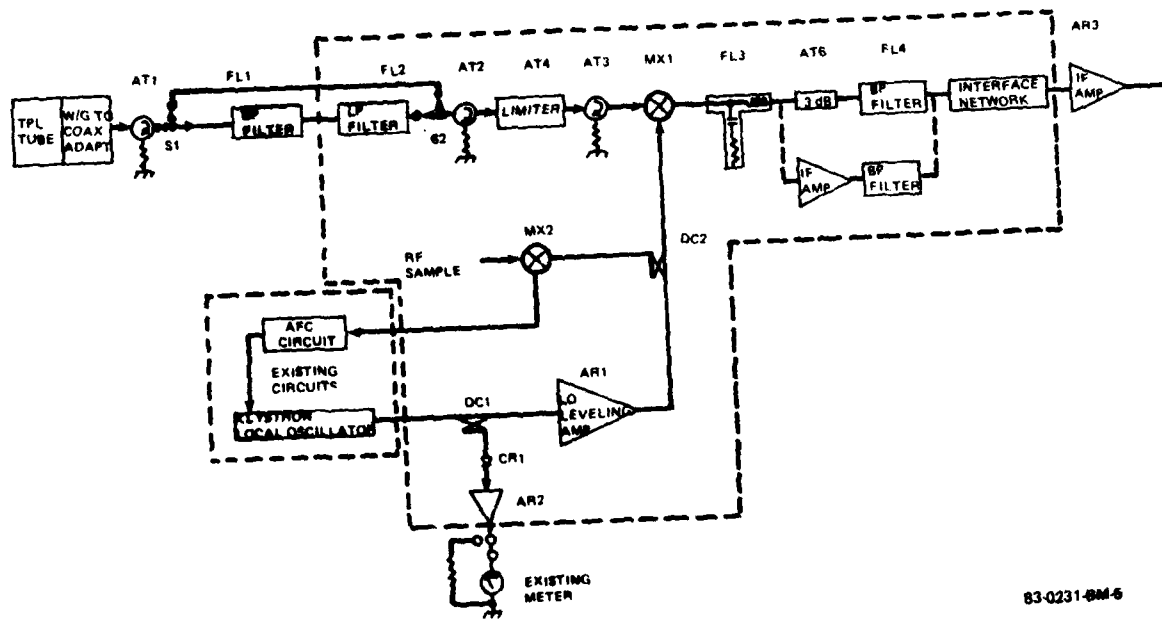 AR3
AT1
FL1
FL2
AT2
AT4
AT3
MX1
FL3
AT6
FL4
IF
AMP
TPL
TUBE
W/G TO
COAX
ADAPT
S1
BP
FILTER
LP
FILTER
S2
LIMITER
3 dB
BP
FILTER
INTERFACE
NETWORK
IF
AMP
BP
FILTER
MX2
DC2
RF
SAMPLE
AFC
CIRCUIT
EXISTING
CIRCUITS
AR1
KLYSTRON
LOCAL OSCILLATOR
DC1
LO
LEVELING
AMP
CR1
AR2
EXISTING
METER
83-0231-BM-5